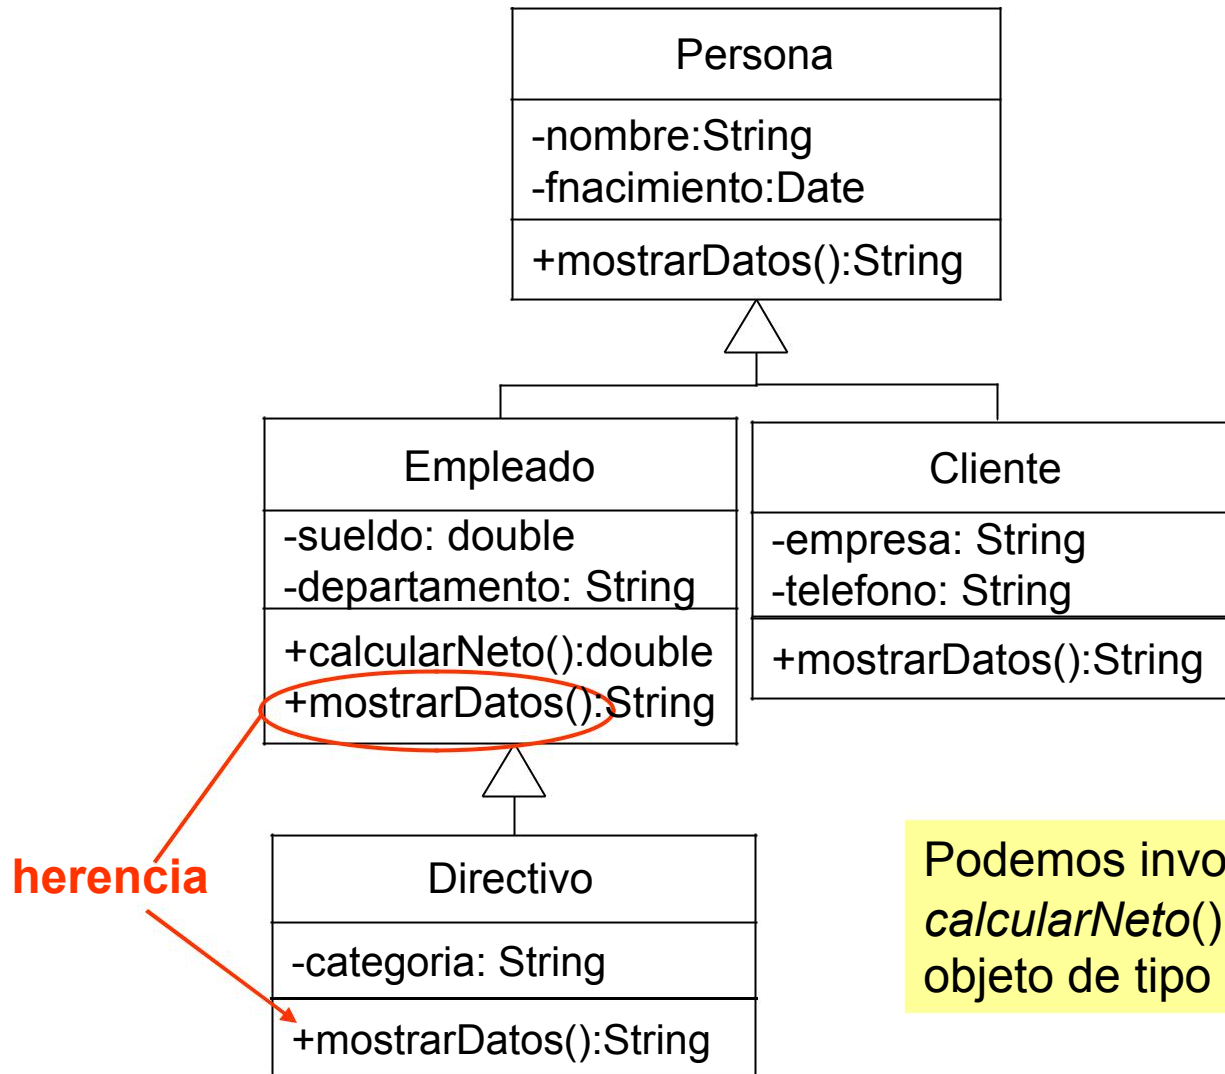 Persona
-nombre:String
-fnacimiento:Date
+mostrarDatos():String
Empleado
-sueldo: double
-departamento: String
+calcularNeto():double
+mostrarDatos():String
Cliente
-empresa: String
-telefono: String
+mostrarDatos():String
herencia
Directivo
-categoria: String
+mostrarDatos():String
Podemos invo
calcularNeto()
objeto de tipo